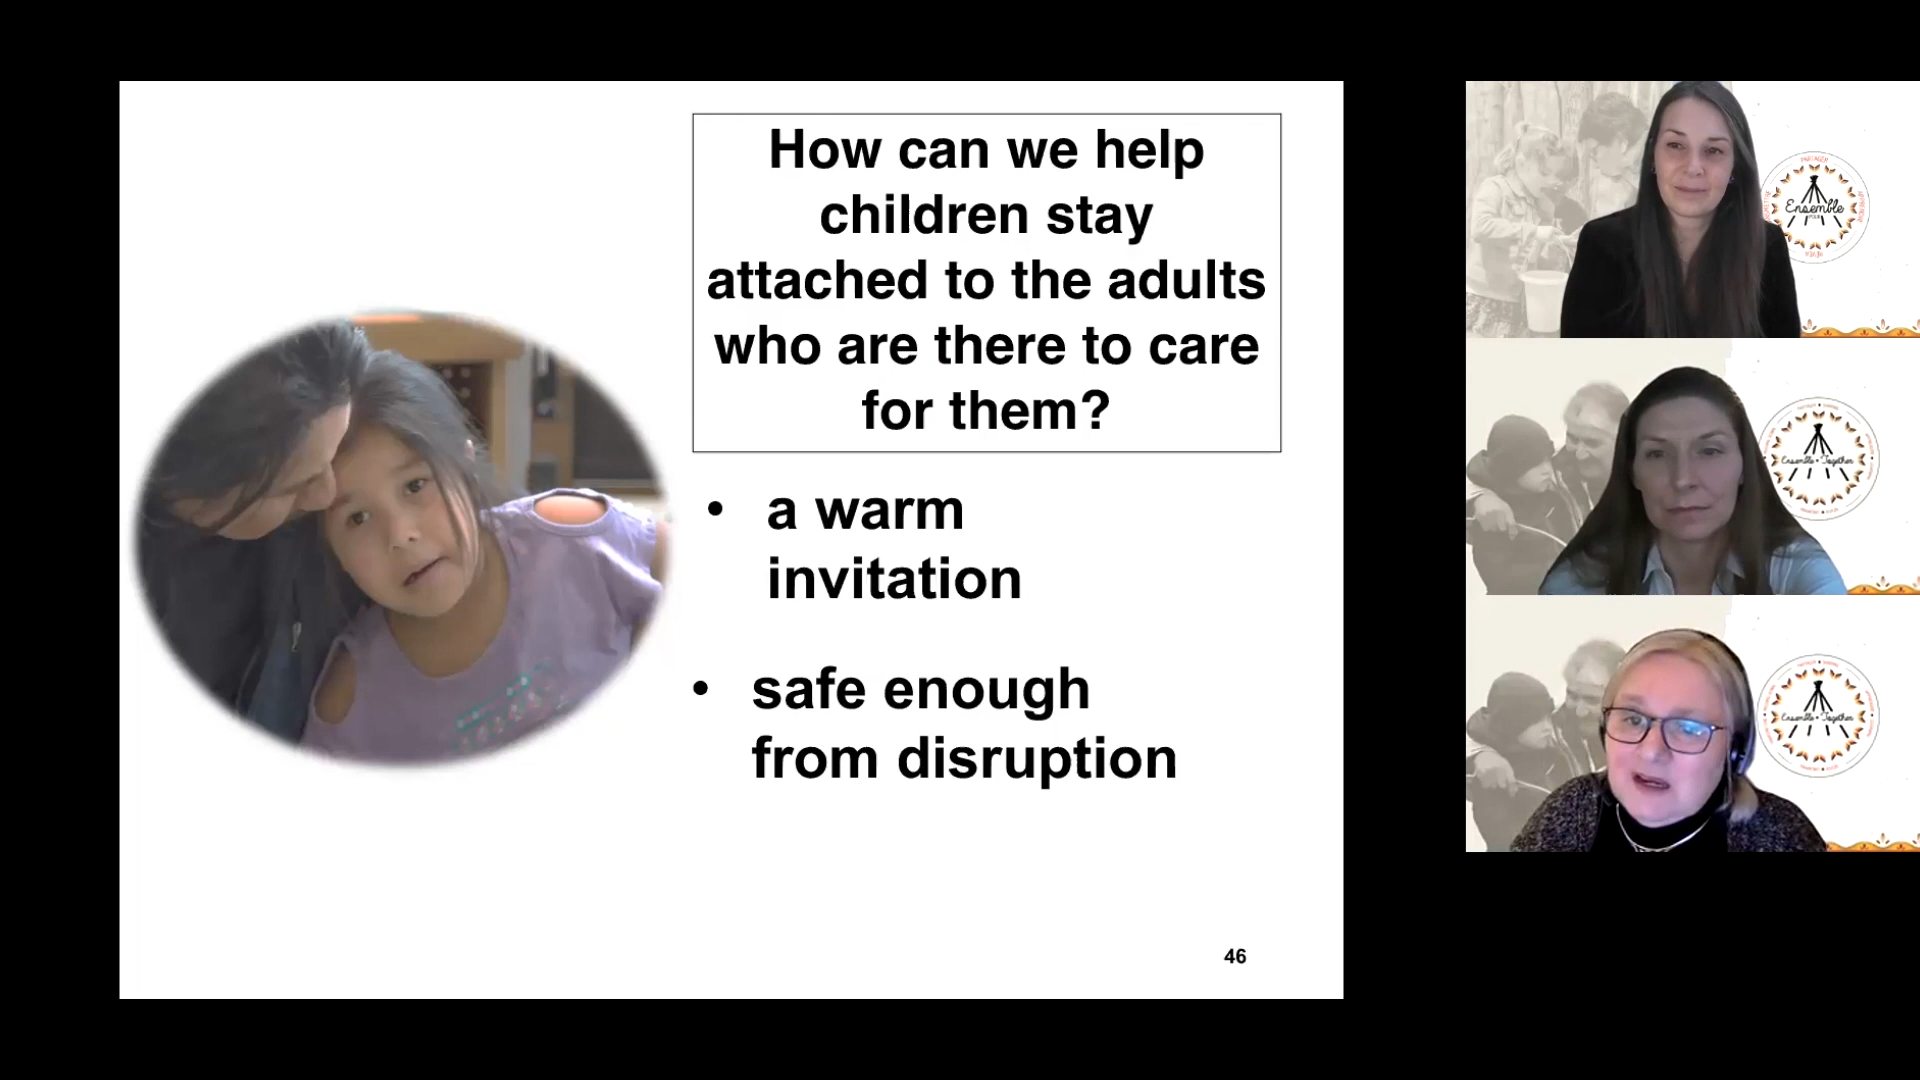 How can we help
children stay
attached to the adults
who are there to care
for them?
• a warm
invitation
• safe enough
from disruption
46
PARTAGER
Ensemble
Ensemble • Together
Ensemble • Together